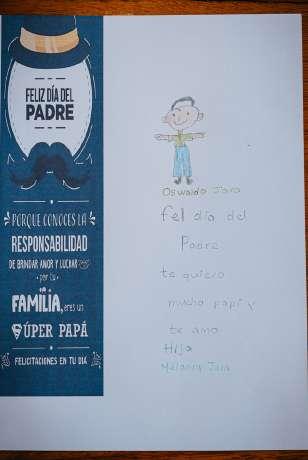 FELIZ DÍA DEL
PADRE
PORQUE CONOCES LA
RESPONSABILIDAD
DE BRINDAR AMOR Y LUCHAR
por tu
FAMILIA, eres un
SÚPER PAPÁ
FELICITACIONES EN TU DÍA
Oswaldo Jara
fel día del
Padre
te quiero
mucho papi y
te amo
Hija
Melanny Jara